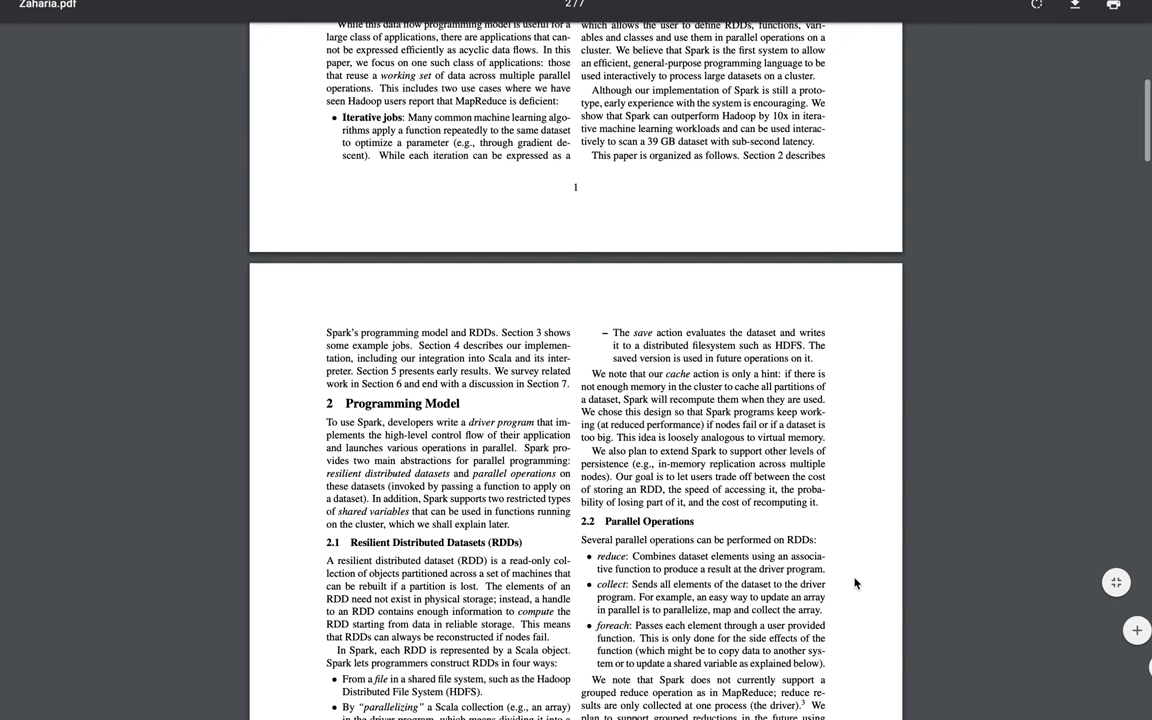 Zaharia.pdf
2 / 7
While this data flow programming model is useful for a
large class of applications, there are applications that can-
not be expressed efficiently as acyclic data flows. In this
paper, we focus on one such class of applications: those
that reuse a working set of data across multiple parallel
operations. This includes two use cases where we have
seen Hadoop users report that MapReduce is deficient:
• Iterative jobs: Many common machine learning algo-
rithms apply a function repeatedly to the same dataset
to optimize a parameter (e.g., through gradient de-
scent). While each iteration can be expressed as a
which allows the user to define RDDs, functions, vari-
ables and classes and use them in parallel operations on a
cluster. We believe that Spark is the first system to allow
an efficient, general-purpose programming language to be
used interactively to process large datasets on a cluster.
Although our implementation of Spark is still a proto-
type, early experience with the system is encouraging. We
show that Spark can outperform Hadoop by 10x in itera-
tive machine learning workloads and can be used interac-
tively to scan a 39 GB dataset with sub-second latency.
This paper is organized as follows. Section 2 describes
1
Spark's programming model and RDDs. Section 3 shows
some example jobs. Section 4 describes our implemen-
tation, including our integration into Scala and its inter-
preter. Section 5 presents early results. We survey related
work in Section 6 and end with a discussion in Section 7.
2 Programming Model
To use Spark, developers write a driver program that im-
plements the high-level control flow of their application
and launches various operations in parallel. Spark pro-
vides two main abstractions for parallel programming:
resilient distributed datasets and parallel operations on
these datasets (invoked by passing a function to apply on
a dataset). In addition, Spark supports two restricted types
of shared variables that can be used in functions running
on the cluster, which we shall explain later.
2.1 Resilient Distributed Datasets (RDDs)
A resilient distributed dataset (RDD) is a read-only col-
lection of objects partitioned across a set of machines that
can be rebuilt if a partition is lost. The elements of an
RDD need not exist in physical storage; instead, a handle
to an RDD contains enough information to compute the
RDD starting from data in reliable storage. This means
that RDDs can always be reconstructed if nodes fail.
In Spark, each RDD is represented by a Scala object.
Spark lets programmers construct RDDs in four ways:
• From a file in a shared file system, such as the Hadoop
Distributed File System (HDFS).
• By “parallelizing” a Scala collection (e.g., an array)
in the driver program, which means dividing it into a
– The save action evaluates the dataset and writes
it to a distributed filesystem such as HDFS. The
saved version is used in future operations on it.
We note that our cache action is only a hint: if there is
not enough memory in the cluster to cache all partitions of
a dataset, Spark will recompute them when they are used.
We chose this design so that Spark programs keep work-
ing (at reduced performance) if nodes fail or if a dataset is
too big. This idea is loosely analogous to virtual memory.
We also plan to extend Spark to support other levels of
persistence (e.g., in-memory replication across multiple
nodes). Our goal is to let users trade off between the cost
of storing an RDD, the speed of accessing it, the proba-
bility of losing part of it, and the cost of recomputing it.
2.2 Parallel Operations
Several parallel operations can be performed on RDDs:
• reduce: Combines dataset elements using an associa-
tive function to produce a result at the driver program.
• collect: Sends all elements of the dataset to the driver
program. For example, an easy way to update an array
in parallel is to parallelize, map and collect the array.
• foreach: Passes each element through a user provided
function. This is only done for the side effects of the
function (which might be to copy data to another sys-
tem or to update a shared variable as explained below).
We note that Spark does not currently support a
grouped reduce operation as in MapReduce; reduce re-
sults are only collected at one process (the driver).³ We
plan to support grouped reductions in the future using